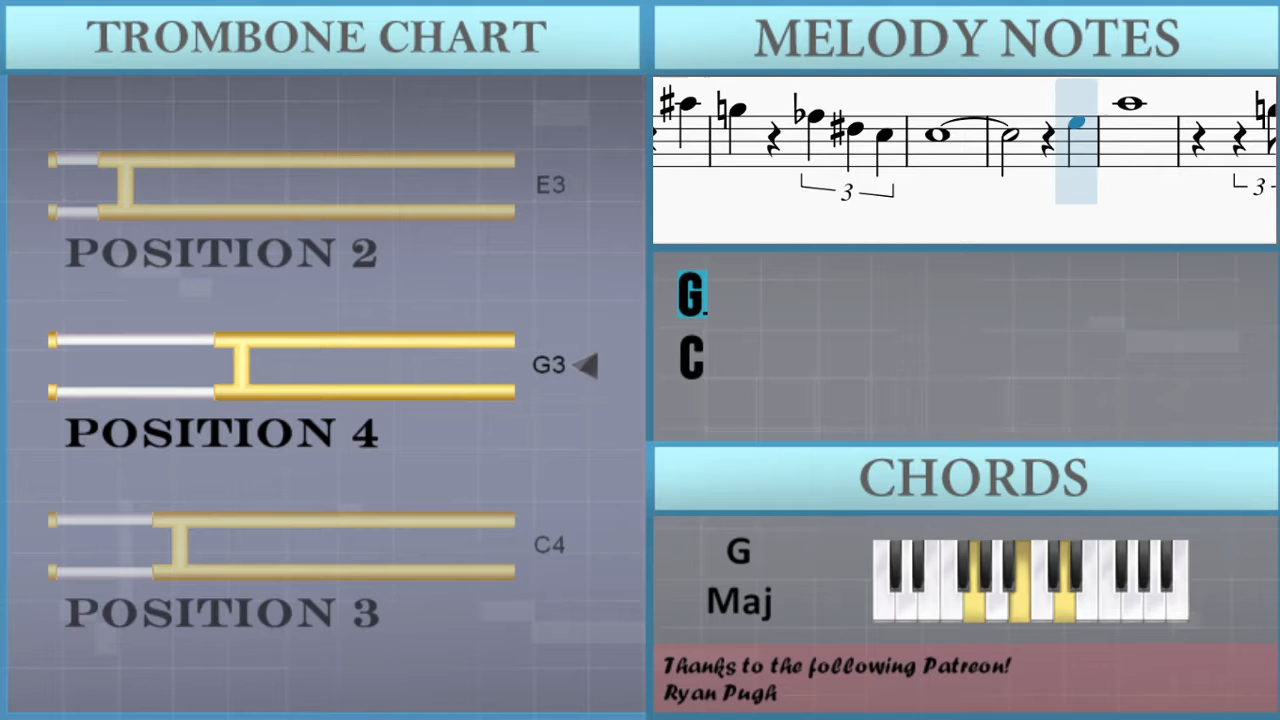 TROMBONE CHART
E3
POSITION 2
G3
POSITION 4
C4
POSITION 3
MELODY NOTES
3
3
G
C
CHORDS
G
Maj
Thanks to the following Patreon!
Ryan Pugh